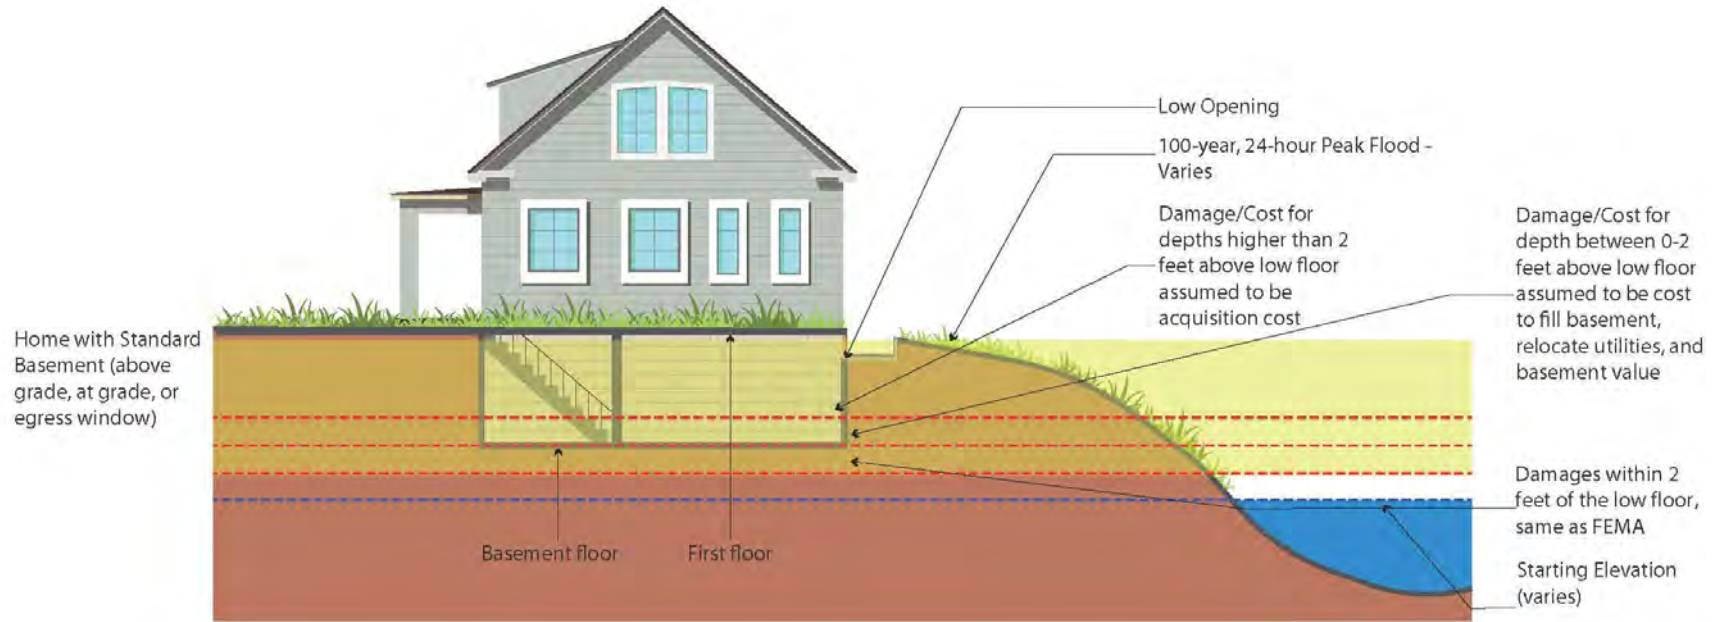 Low Opening
100-year, 24-hour Peak Flood -
Varies
Damage/Cost for
depths higher than 2
feet above low floor
assumed to be
acquisition cost
Damage/Cost for
depth between 0-2
feet above low floor
assumed to be cost
to fill basement,
relocate utilities, and
basement value
Home with Standard
Basement (above
grade, at grade, or
egress window)
Damages within 2
feet of the low floor,
same as FEMA
Basement floor
First floor
Starting Elevation
(varies)